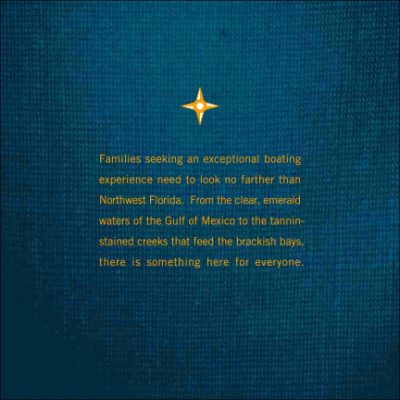 Families seeking an exceptional boating
experience need to look no farther than
Northwest Florida. From the clear, emerald
waters of the Gulf of Mexico to the tannin-
stained creeks that feed the brackish bays,
there is something here for everyone.